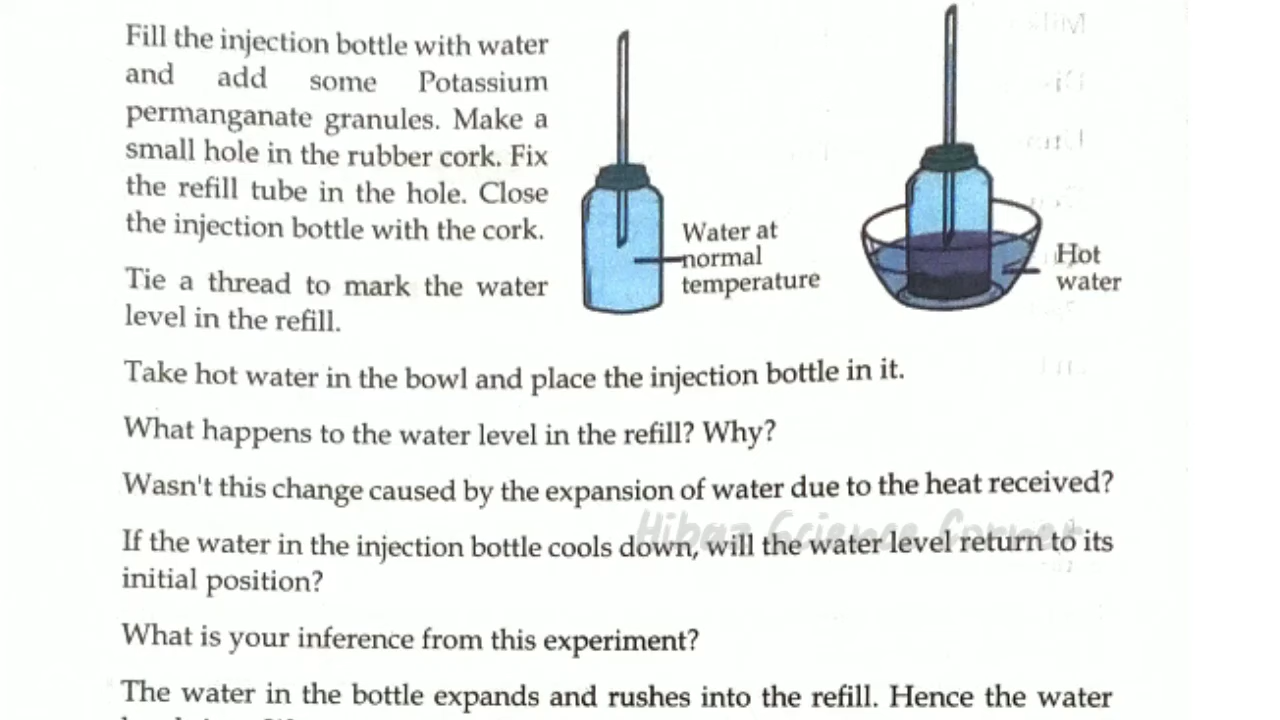 Fill the injection bottle with water
and add some Potassium
permanganate granules. Make a
small hole in the rubber cork. Fix
the refill tube in the hole. Close
the injection bottle with the cork.
Tie a thread to mark the water
level in the refill.
Water at
normal
temperature
Hot
water
Take hot water in the bowl and place the injection bottle in it.
What happens to the water level in the refill? Why?
Wasn't this change caused by the expansion of water due to the heat received?
Hibaz Science Corner
If the water in the injection bottle cools down, will the water level return to its
initial position?
What is your inference from this experiment?
The water in the bottle expands and rushes into the refill. Hence the water